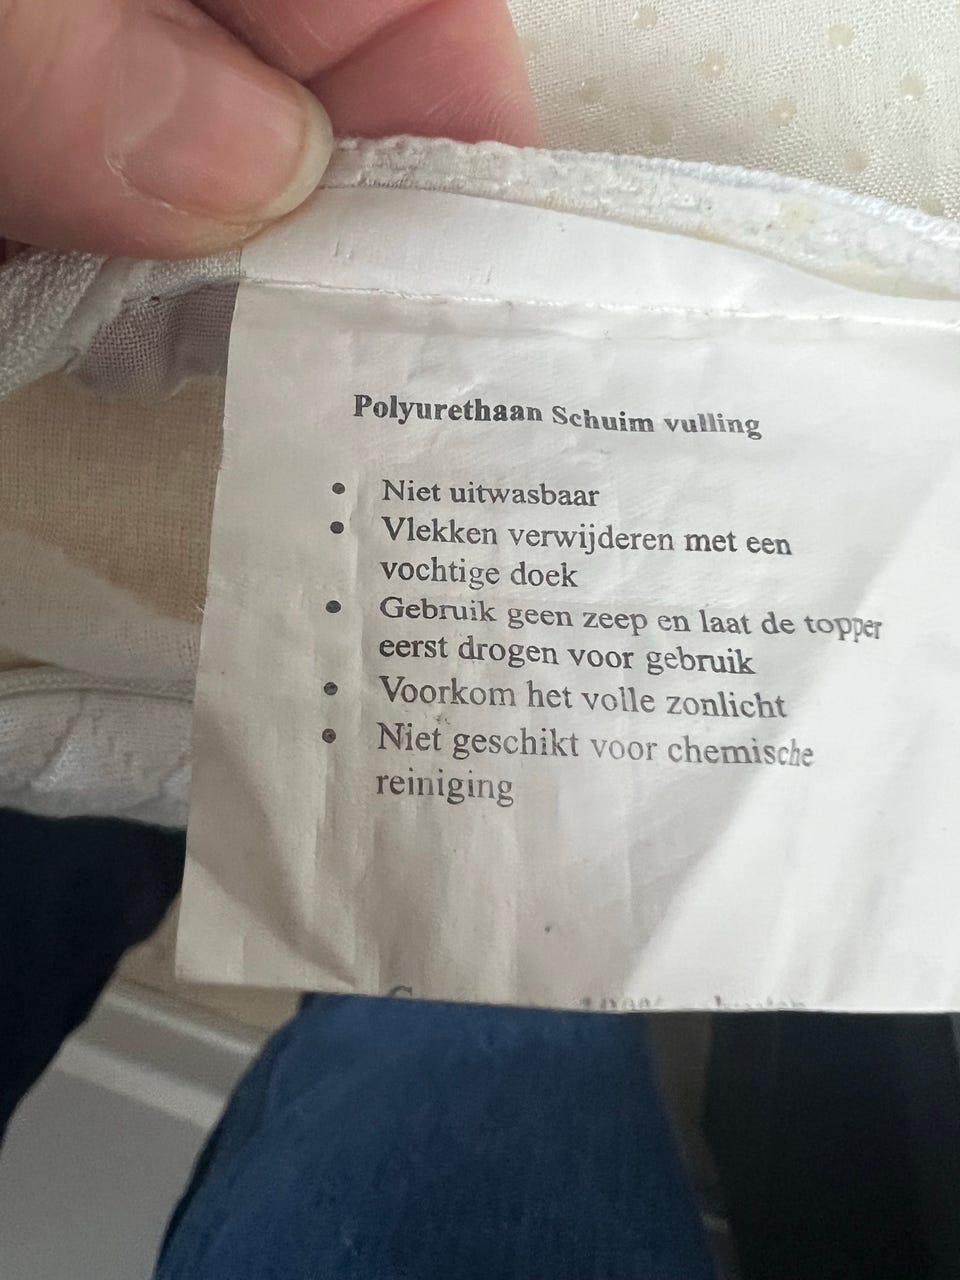 Polyurethaan Schuim vulling
• Niet uitwasbaar
• Vlekken verwijderen met een
vochtige doek
• Gebruik geen zeep en laat de topper
eerst drogen voor gebruik
• Voorkom het volle zonlicht
• Niet geschikt voor chemische
reiniging